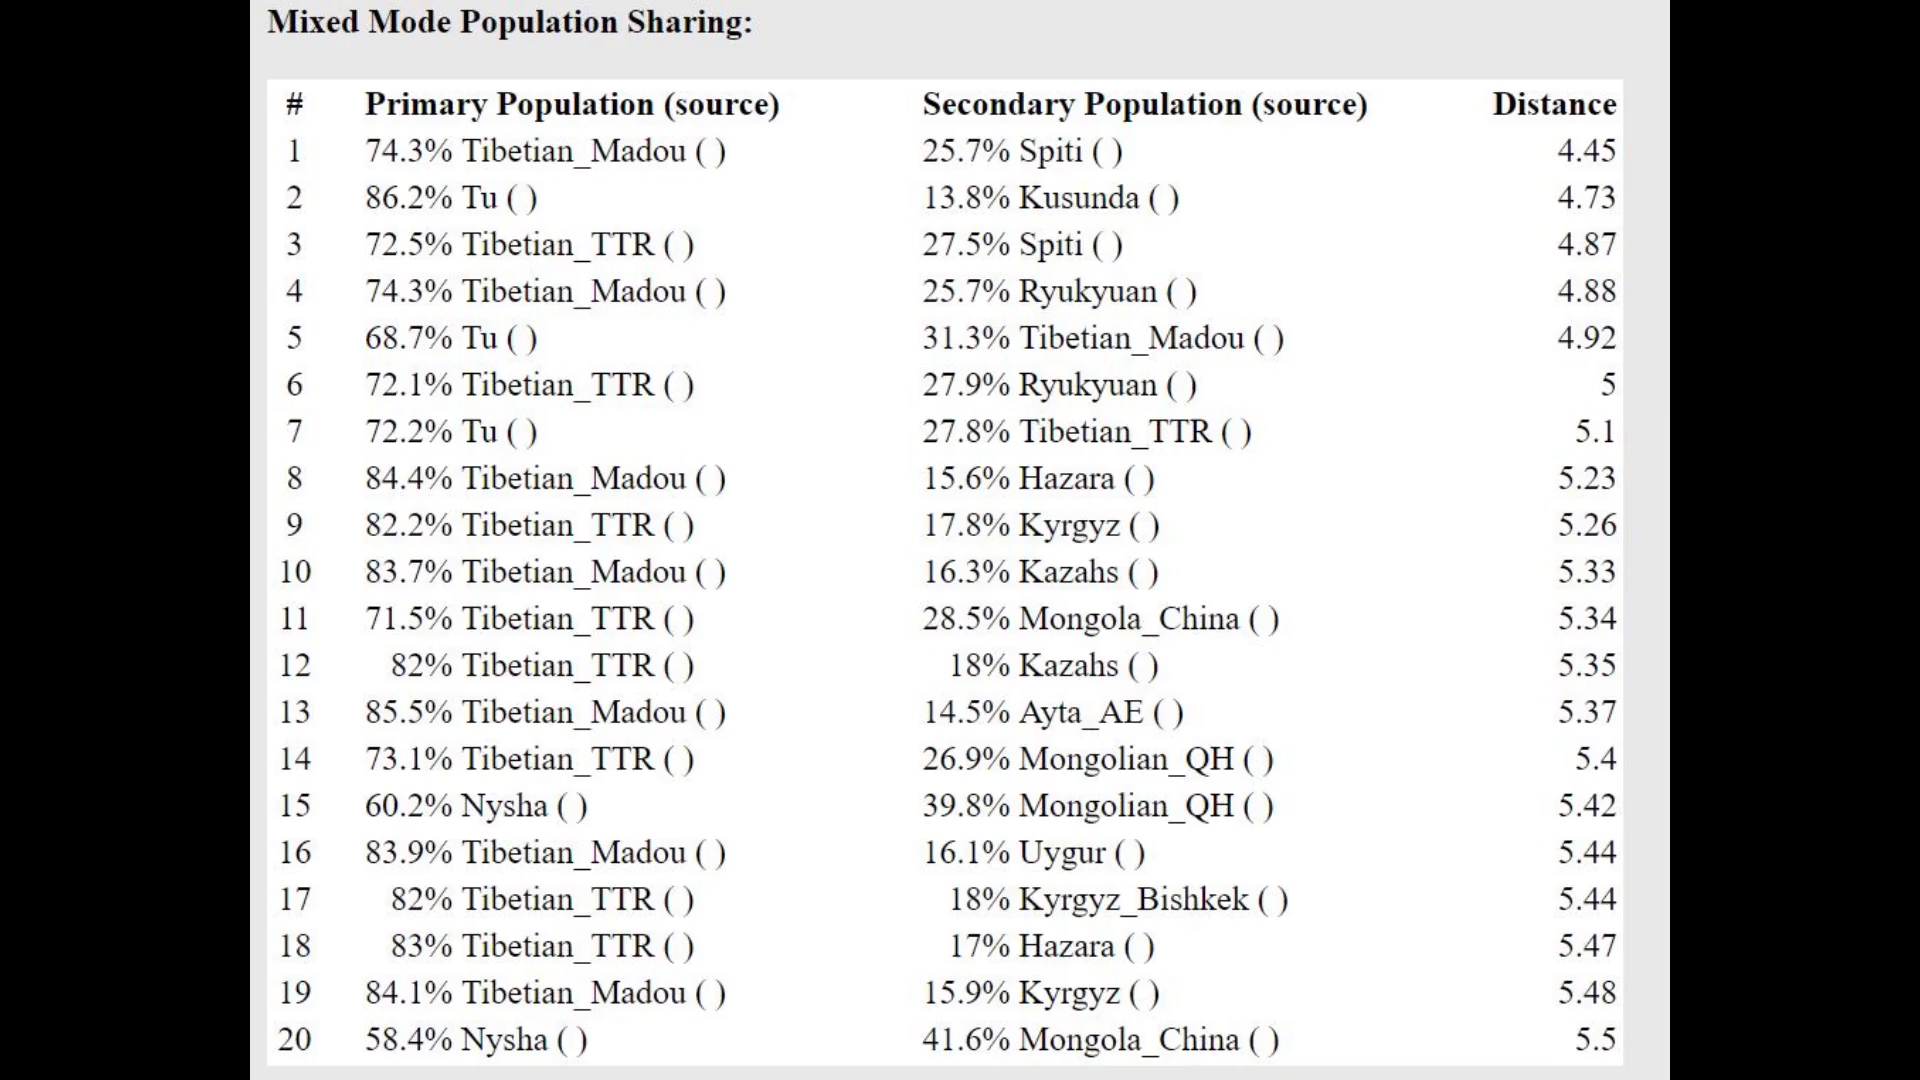 Mixed Mode Population Sharing:
# Primary Population (source) Secondary Population (source) Distance
1 74.3% Tibetian_Madou ( ) 25.7% Spiti ( ) 4.45
2 86.2% Tu ( ) 13.8% Kusunda ( ) 4.73
3 72.5% Tibetian_TTR ( ) 27.5% Spiti ( ) 4.87
4 74.3% Tibetian_Madou ( ) 25.7% Ryukyuan ( ) 4.88
5 68.7% Tu ( ) 31.3% Tibetian_Madou ( ) 4.92
6 72.1% Tibetian_TTR ( ) 27.9% Ryukyuan ( ) 5
7 72.2% Tu ( ) 27.8% Tibetian_TTR ( ) 5.1
8 84.4% Tibetian_Madou ( ) 15.6% Hazara ( ) 5.23
9 82.2% Tibetian_TTR ( ) 17.8% Kyrgyz ( ) 5.26
10 83.7% Tibetian_Madou ( ) 16.3% Kazahs ( ) 5.33
11 71.5% Tibetian_TTR ( ) 28.5% Mongola_China ( ) 5.34
12 82% Tibetian_TTR ( ) 18% Kazahs ( ) 5.35
13 85.5% Tibetian_Madou ( ) 14.5% Ayta_AE ( ) 5.37
14 73.1% Tibetian_TTR ( ) 26.9% Mongolian_QH ( ) 5.4
15 60.2% Nysha ( ) 39.8% Mongolian_QH ( ) 5.42
16 83.9% Tibetian_Madou ( ) 16.1% Uygur ( ) 5.44
17 82% Tibetian_TTR ( ) 18% Kyrgyz_Bishkek ( ) 5.44
18 83% Tibetian_TTR ( ) 17% Hazara ( ) 5.47
19 84.1% Tibetian_Madou ( ) 15.9% Kyrgyz ( ) 5.48
20 58.4% Nysha ( ) 41.6% Mongola_China ( ) 5.5